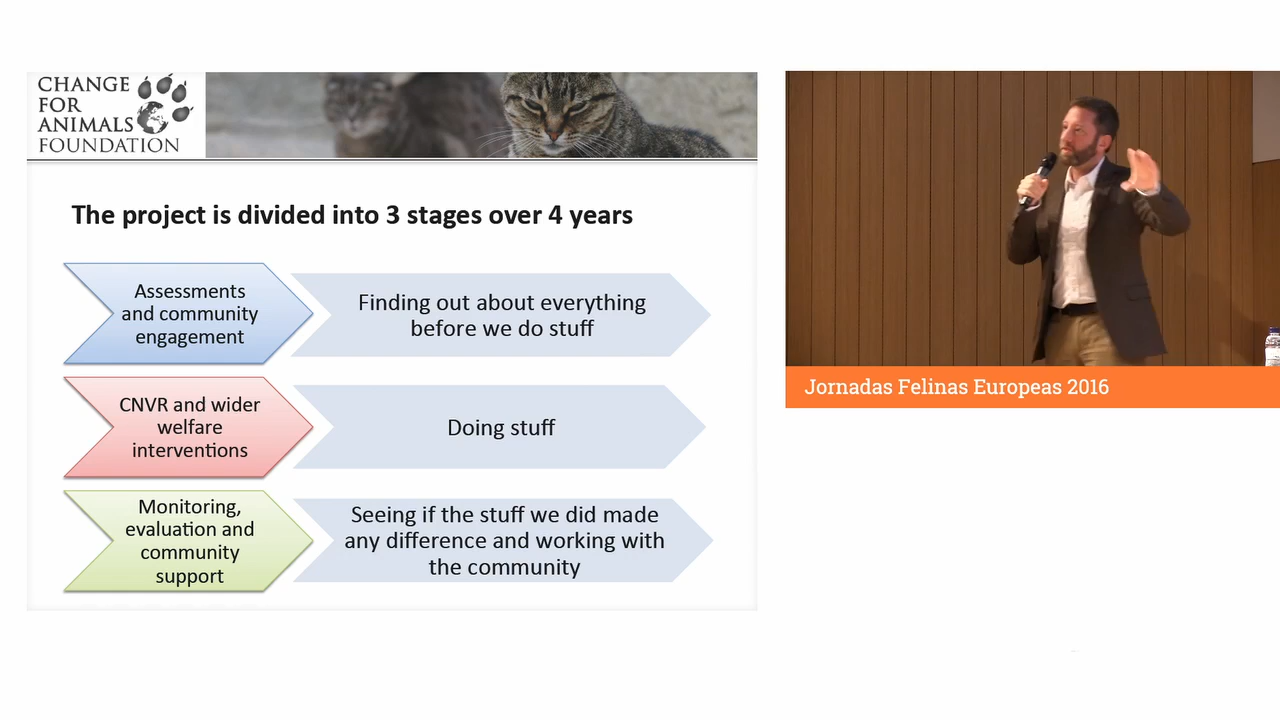 CHANGE
FOR
ANIMALS
FOUNDATION
The project is divided into 3 stages over 4 years
Assessments
and community
engagement
Finding out about everything
before we do stuff
CNVR and wider
welfare
interventions
Doing stuff
Monitoring,
evaluation and
community
support
Seeing if the stuff we did made
any difference and working with
the community
Jornadas Felinas Europeas 2016